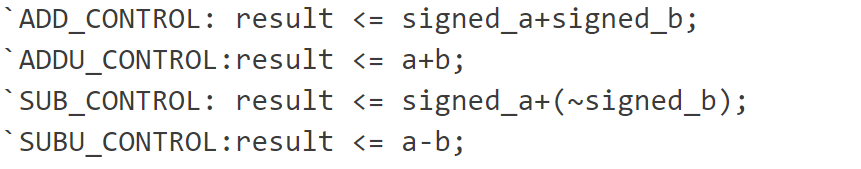 `ADD_CONTROL: result <= signed_a+signed_b;
`ADDU_CONTROL:result <= a+b;
`SUB_CONTROL: result <= signed_a+(~signed_b);
`SUBU_CONTROL:result <= a-b;